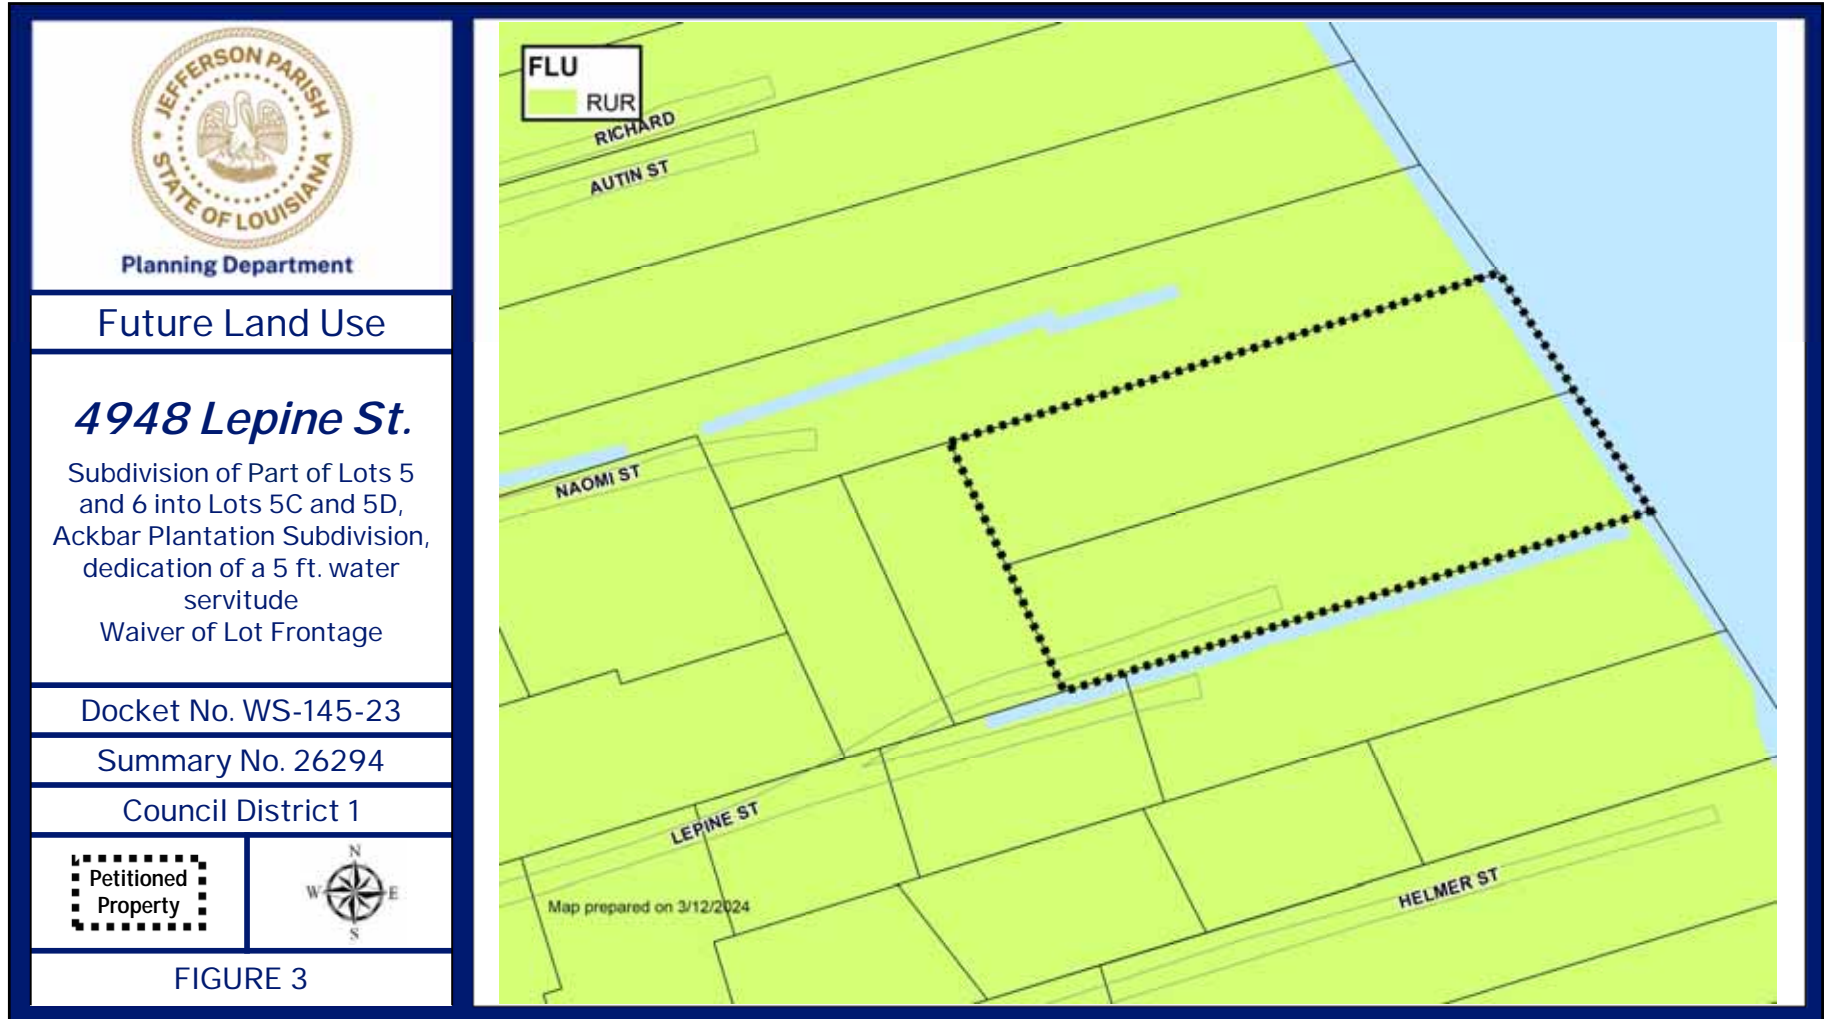 JEFFERSON PARISH
STATE OF LOUISIANA
Planning Department
Future Land Use
4948 Lepine St.
Subdivision of Part of Lots 5
and 6 into Lots 5C and 5D,
Ackbar Plantation Subdivision,
dedication of a 5 ft. water
servitude
Waiver of Lot Frontage
Docket No. WS-145-23
Summary No. 26294
Council District 1
Petitioned
Property
N
W E
S
FIGURE 3
FLU
RUR
RICHARD
AUTIN ST
NAOMI ST
LEPINE ST
HELMER ST
Map prepared on 3/12/2024